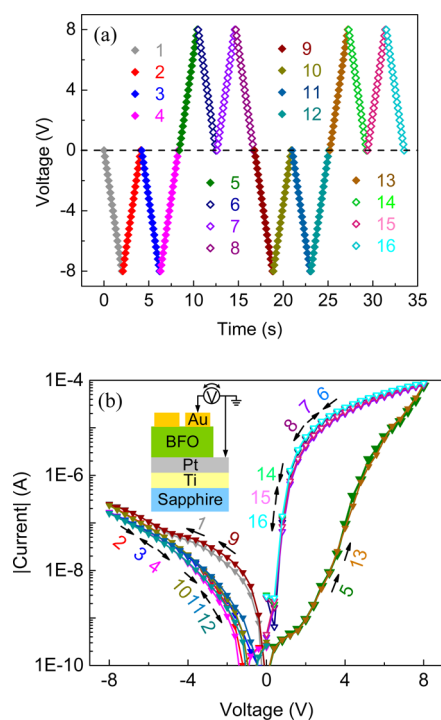 (a)
8
4
0
-4
-8
Voltage (V)
1
2
3
4
5
6
7
8
9
10
11
12
13
14
15
16
0 5 10 15 20 25 30 35
Time (s)
(b)
1E-4
1E-6
1E-8
1E-10
|Current| (A)
V
Au
BFO
Pt
Ti
Sapphire
1
9
2
3
4
10
11
12
8
7
6
14
15
16
5
13
-8 -4 0 4 8
Voltage (V)